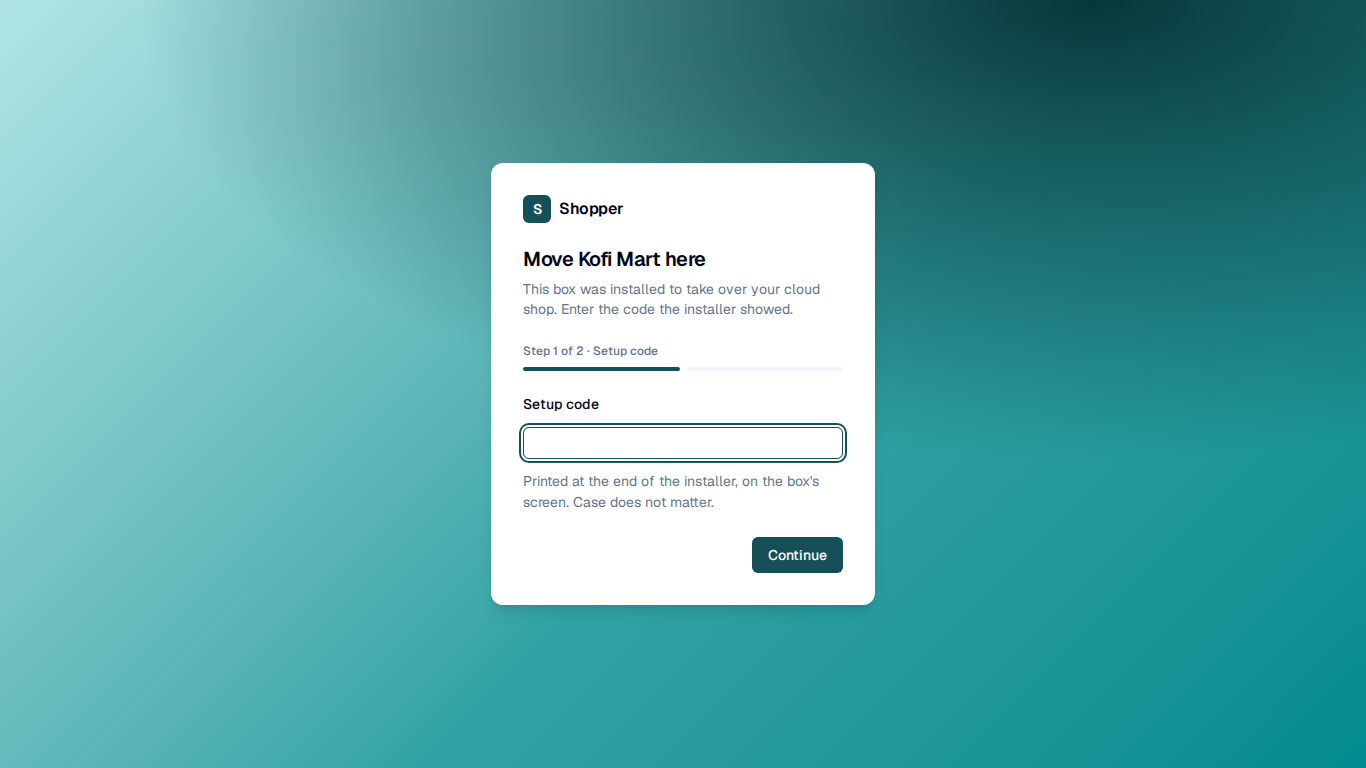 S Shopper
Move Kofi Mart here
This box was installed to take over your cloud
shop. Enter the code the installer showed.
Step 1 of 2 · Setup code
Setup code
Printed at the end of the installer, on the box's
screen. Case does not matter.
Continue